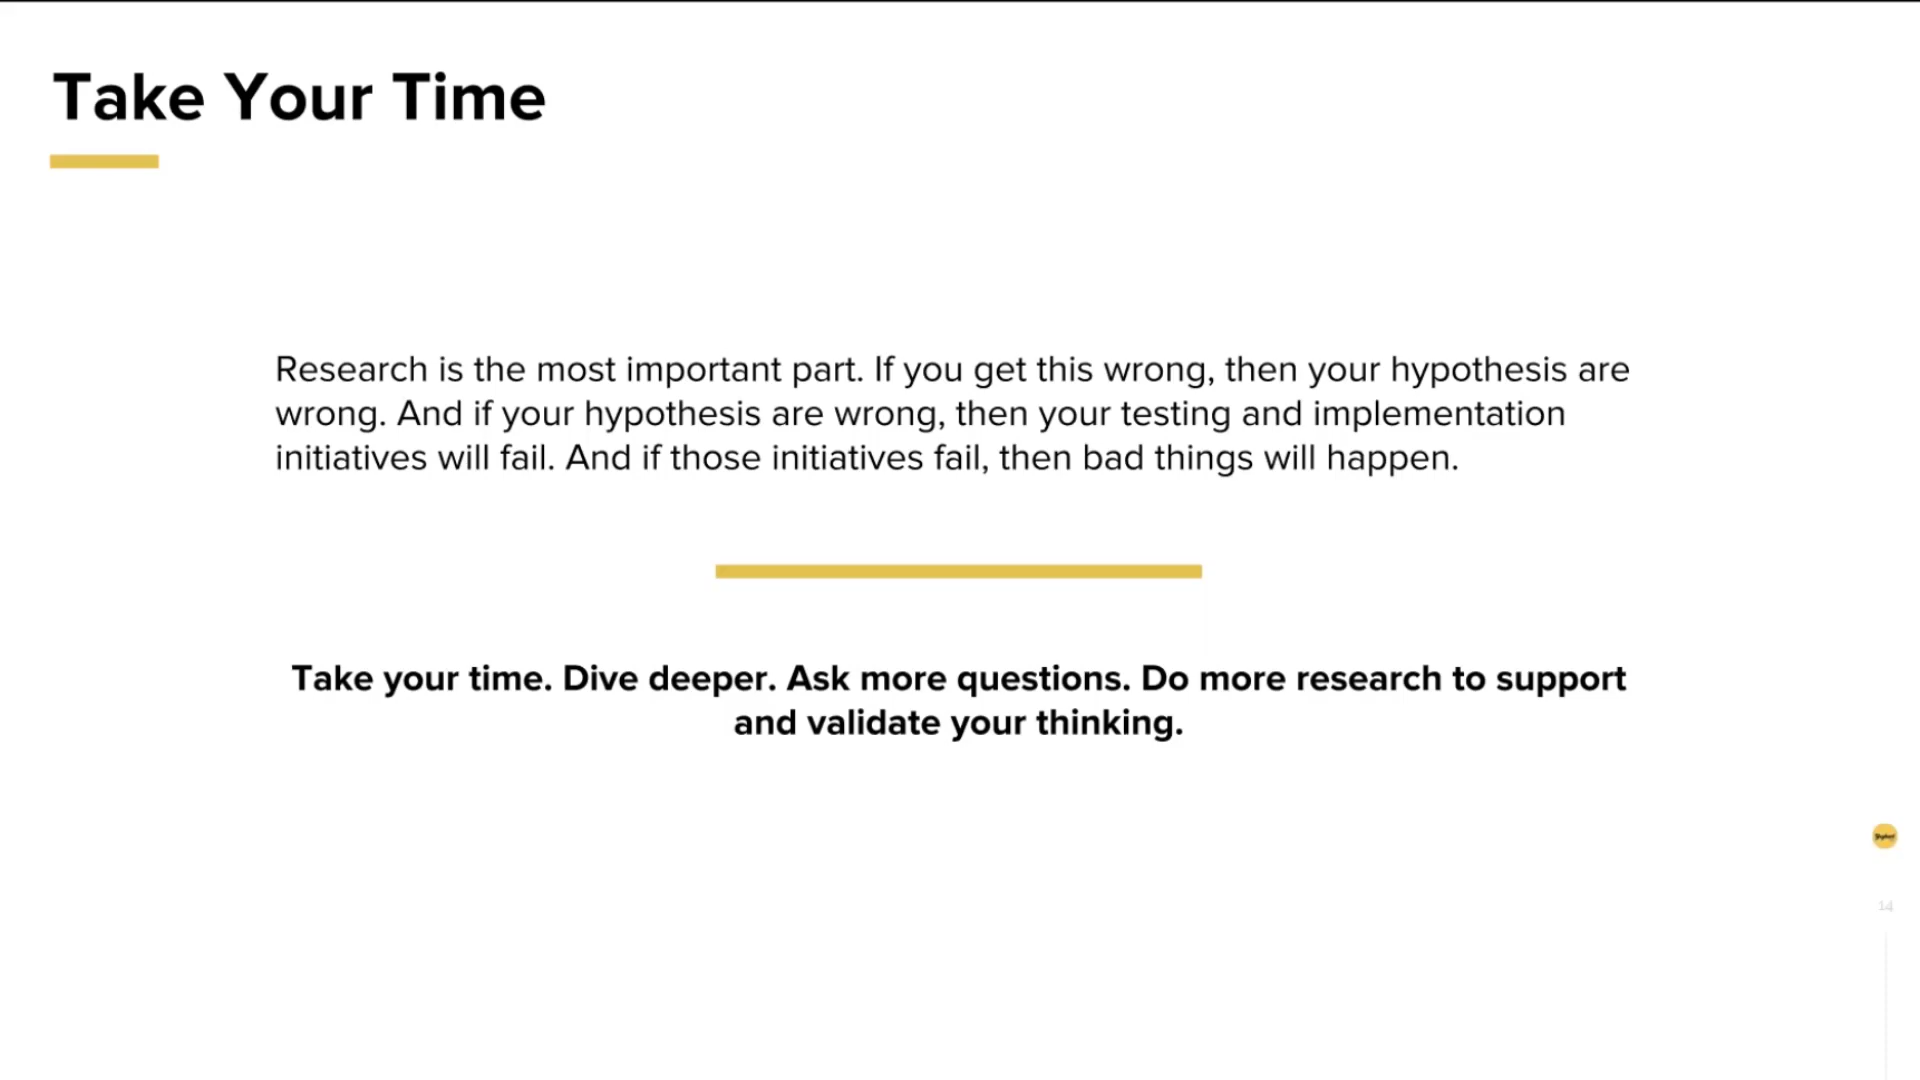 Take Your Time
Research is the most important part. If you get this wrong, then your hypothesis are
wrong. And if your hypothesis are wrong, then your testing and implementation
initiatives will fail. And if those initiatives fail, then bad things will happen.
Take your time. Dive deeper. Ask more questions. Do more research to support
and validate your thinking.
14